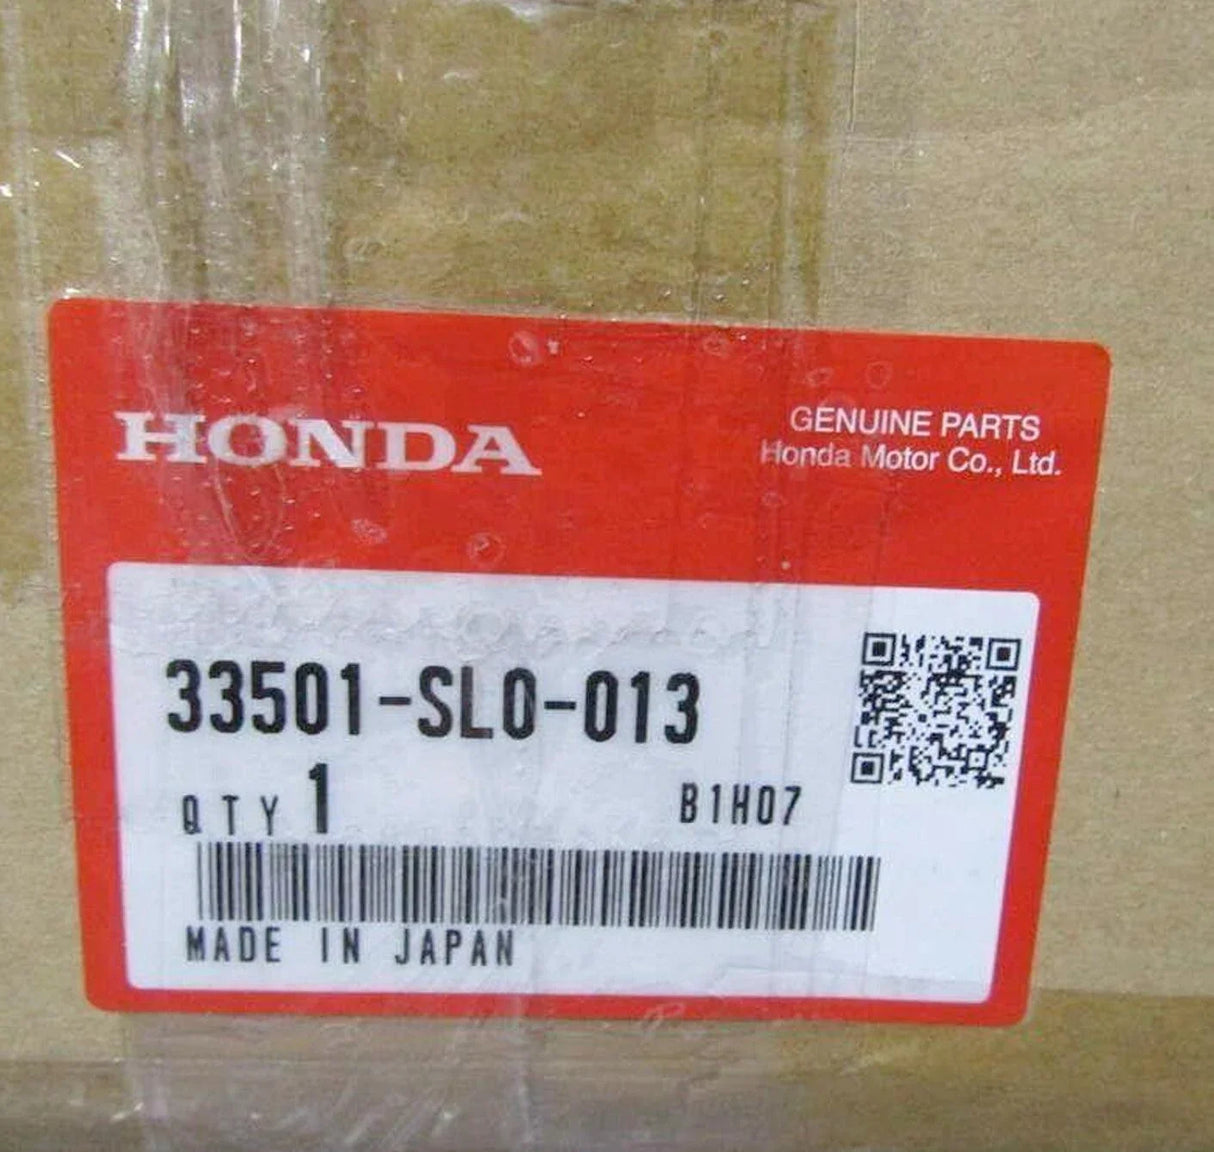 HONDA
GENUINE PARTS
Honda Motor Co., Ltd.
33501-SL0-013
QTY 1
B1H07
MADE IN JAPAN